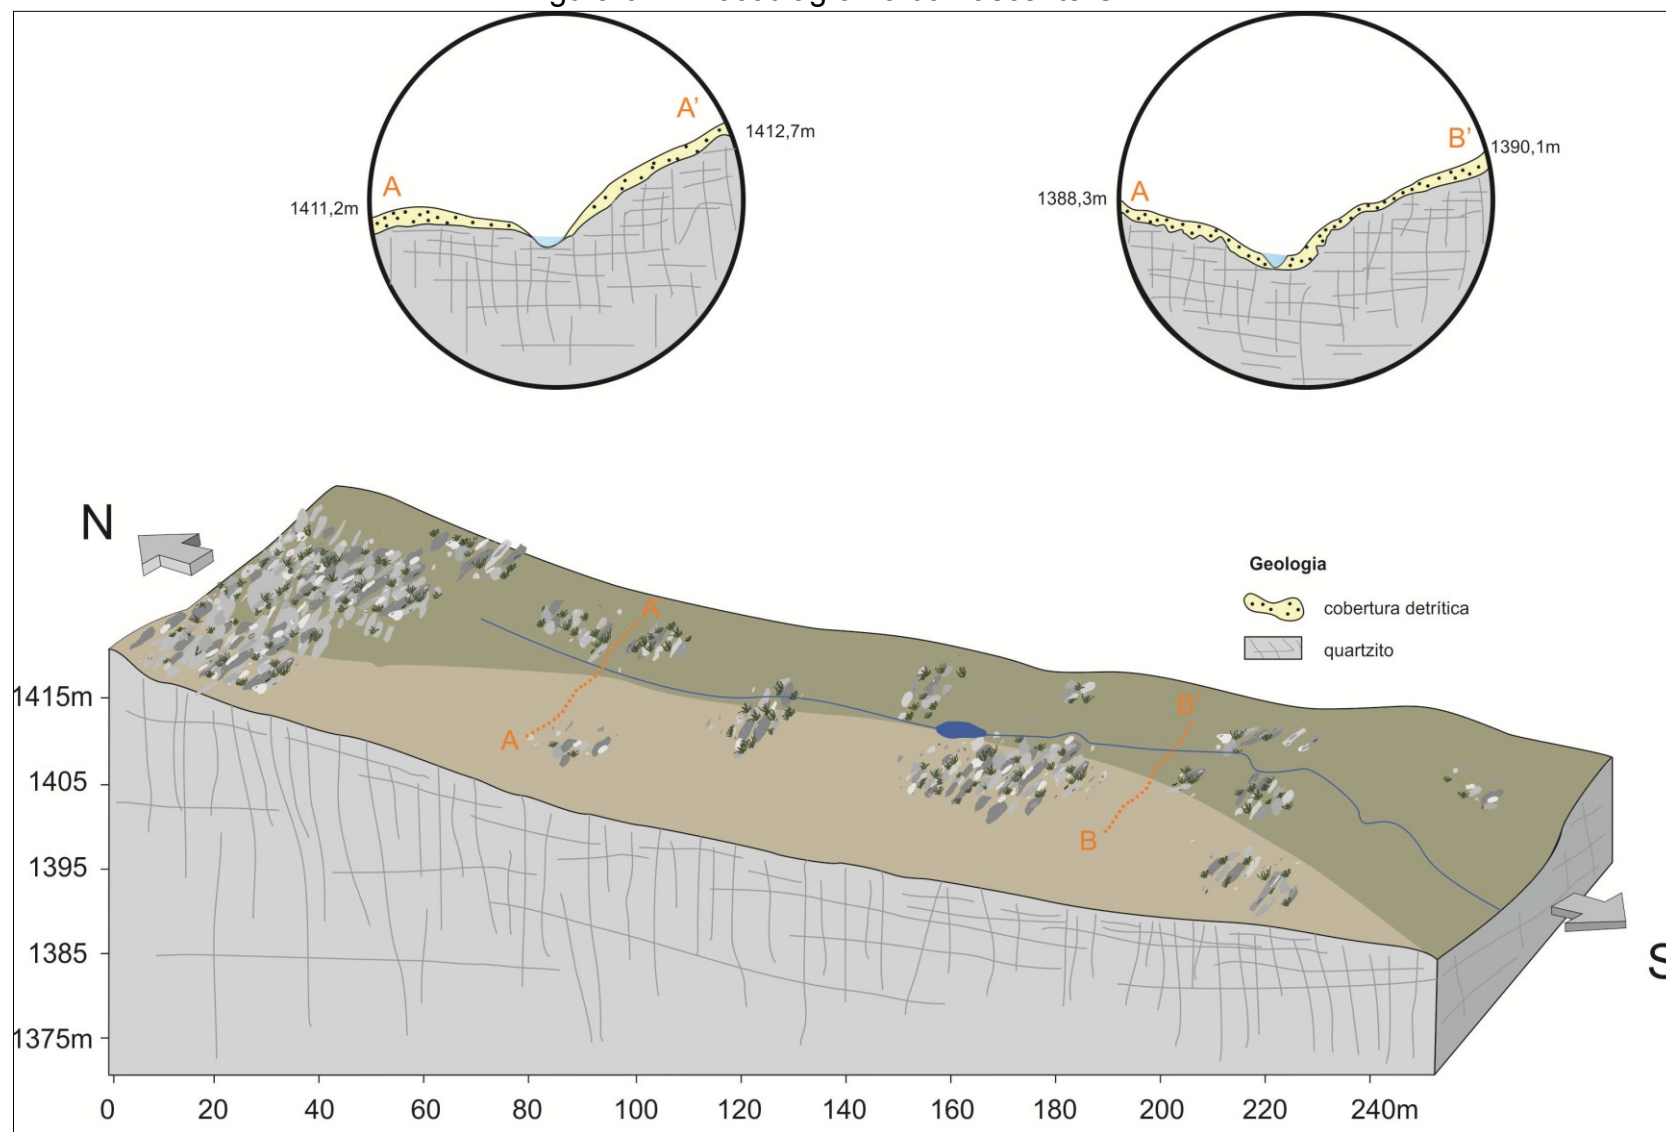 A'
1412,7m
A
1411,2m
B'
1390,1m
A
1388,3m
N
Geologia
cobertura detrítica
quartzito
A'
A
B'
B
1415m
1405
1395
1385
1375m
S
0 20 40 60 80 100 120 140 160 180 200 220 240m